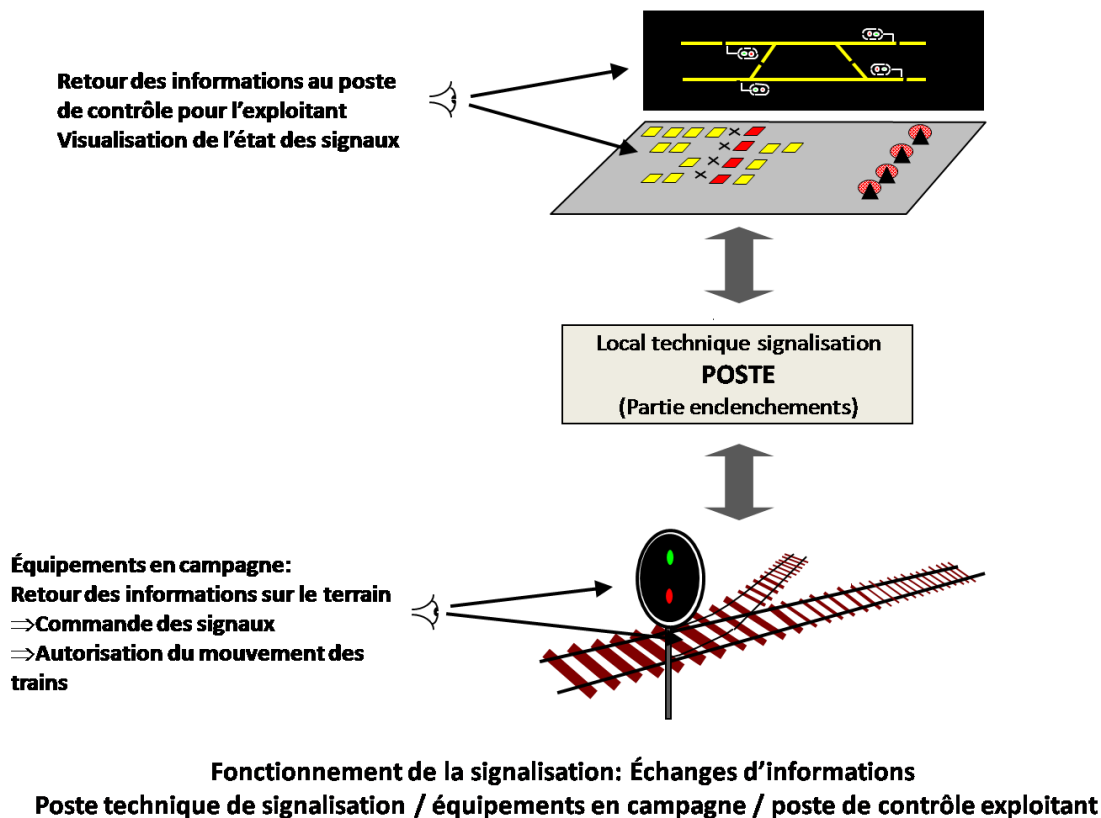 Retour des informations au poste
de contrôle pour l'exploitant
Visualisation de l'état des signaux
Local technique signalisation
POSTE
(Partie enclenchements)
Équipements en campagne:
Retour des informations sur le terrain
⇒Commande des signaux
⇒Autorisation du mouvement des
trains
Fonctionnement de la signalisation: Échanges d'informations
Poste technique de signalisation / équipements en campagne / poste de contrôle exploitant